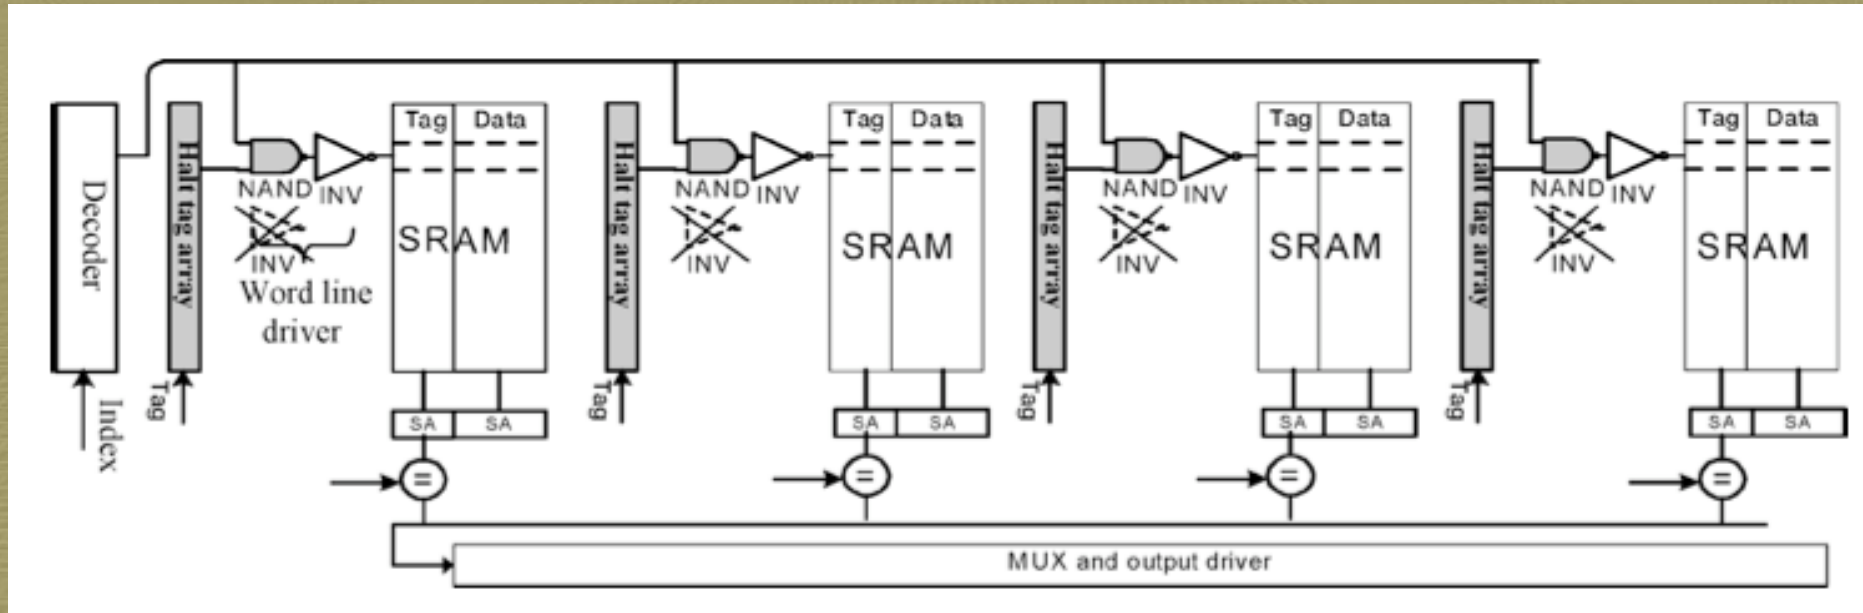 Decoder
Index
Halt tag array
Tag
NAND
INV
INV
Word line
driver
Tag Data
SRAM
SA SA
=
Halt tag array
Tag
NAND
INV
INV
Tag Data
SRAM
SA SA
=
Halt tag array
Tag
NAND
INV
INV
Tag Data
SRAM
SA SA
=
Halt tag array
Tag
NAND
INV
INV
Tag Data
SRAM
SA SA
=
MUX and output driver